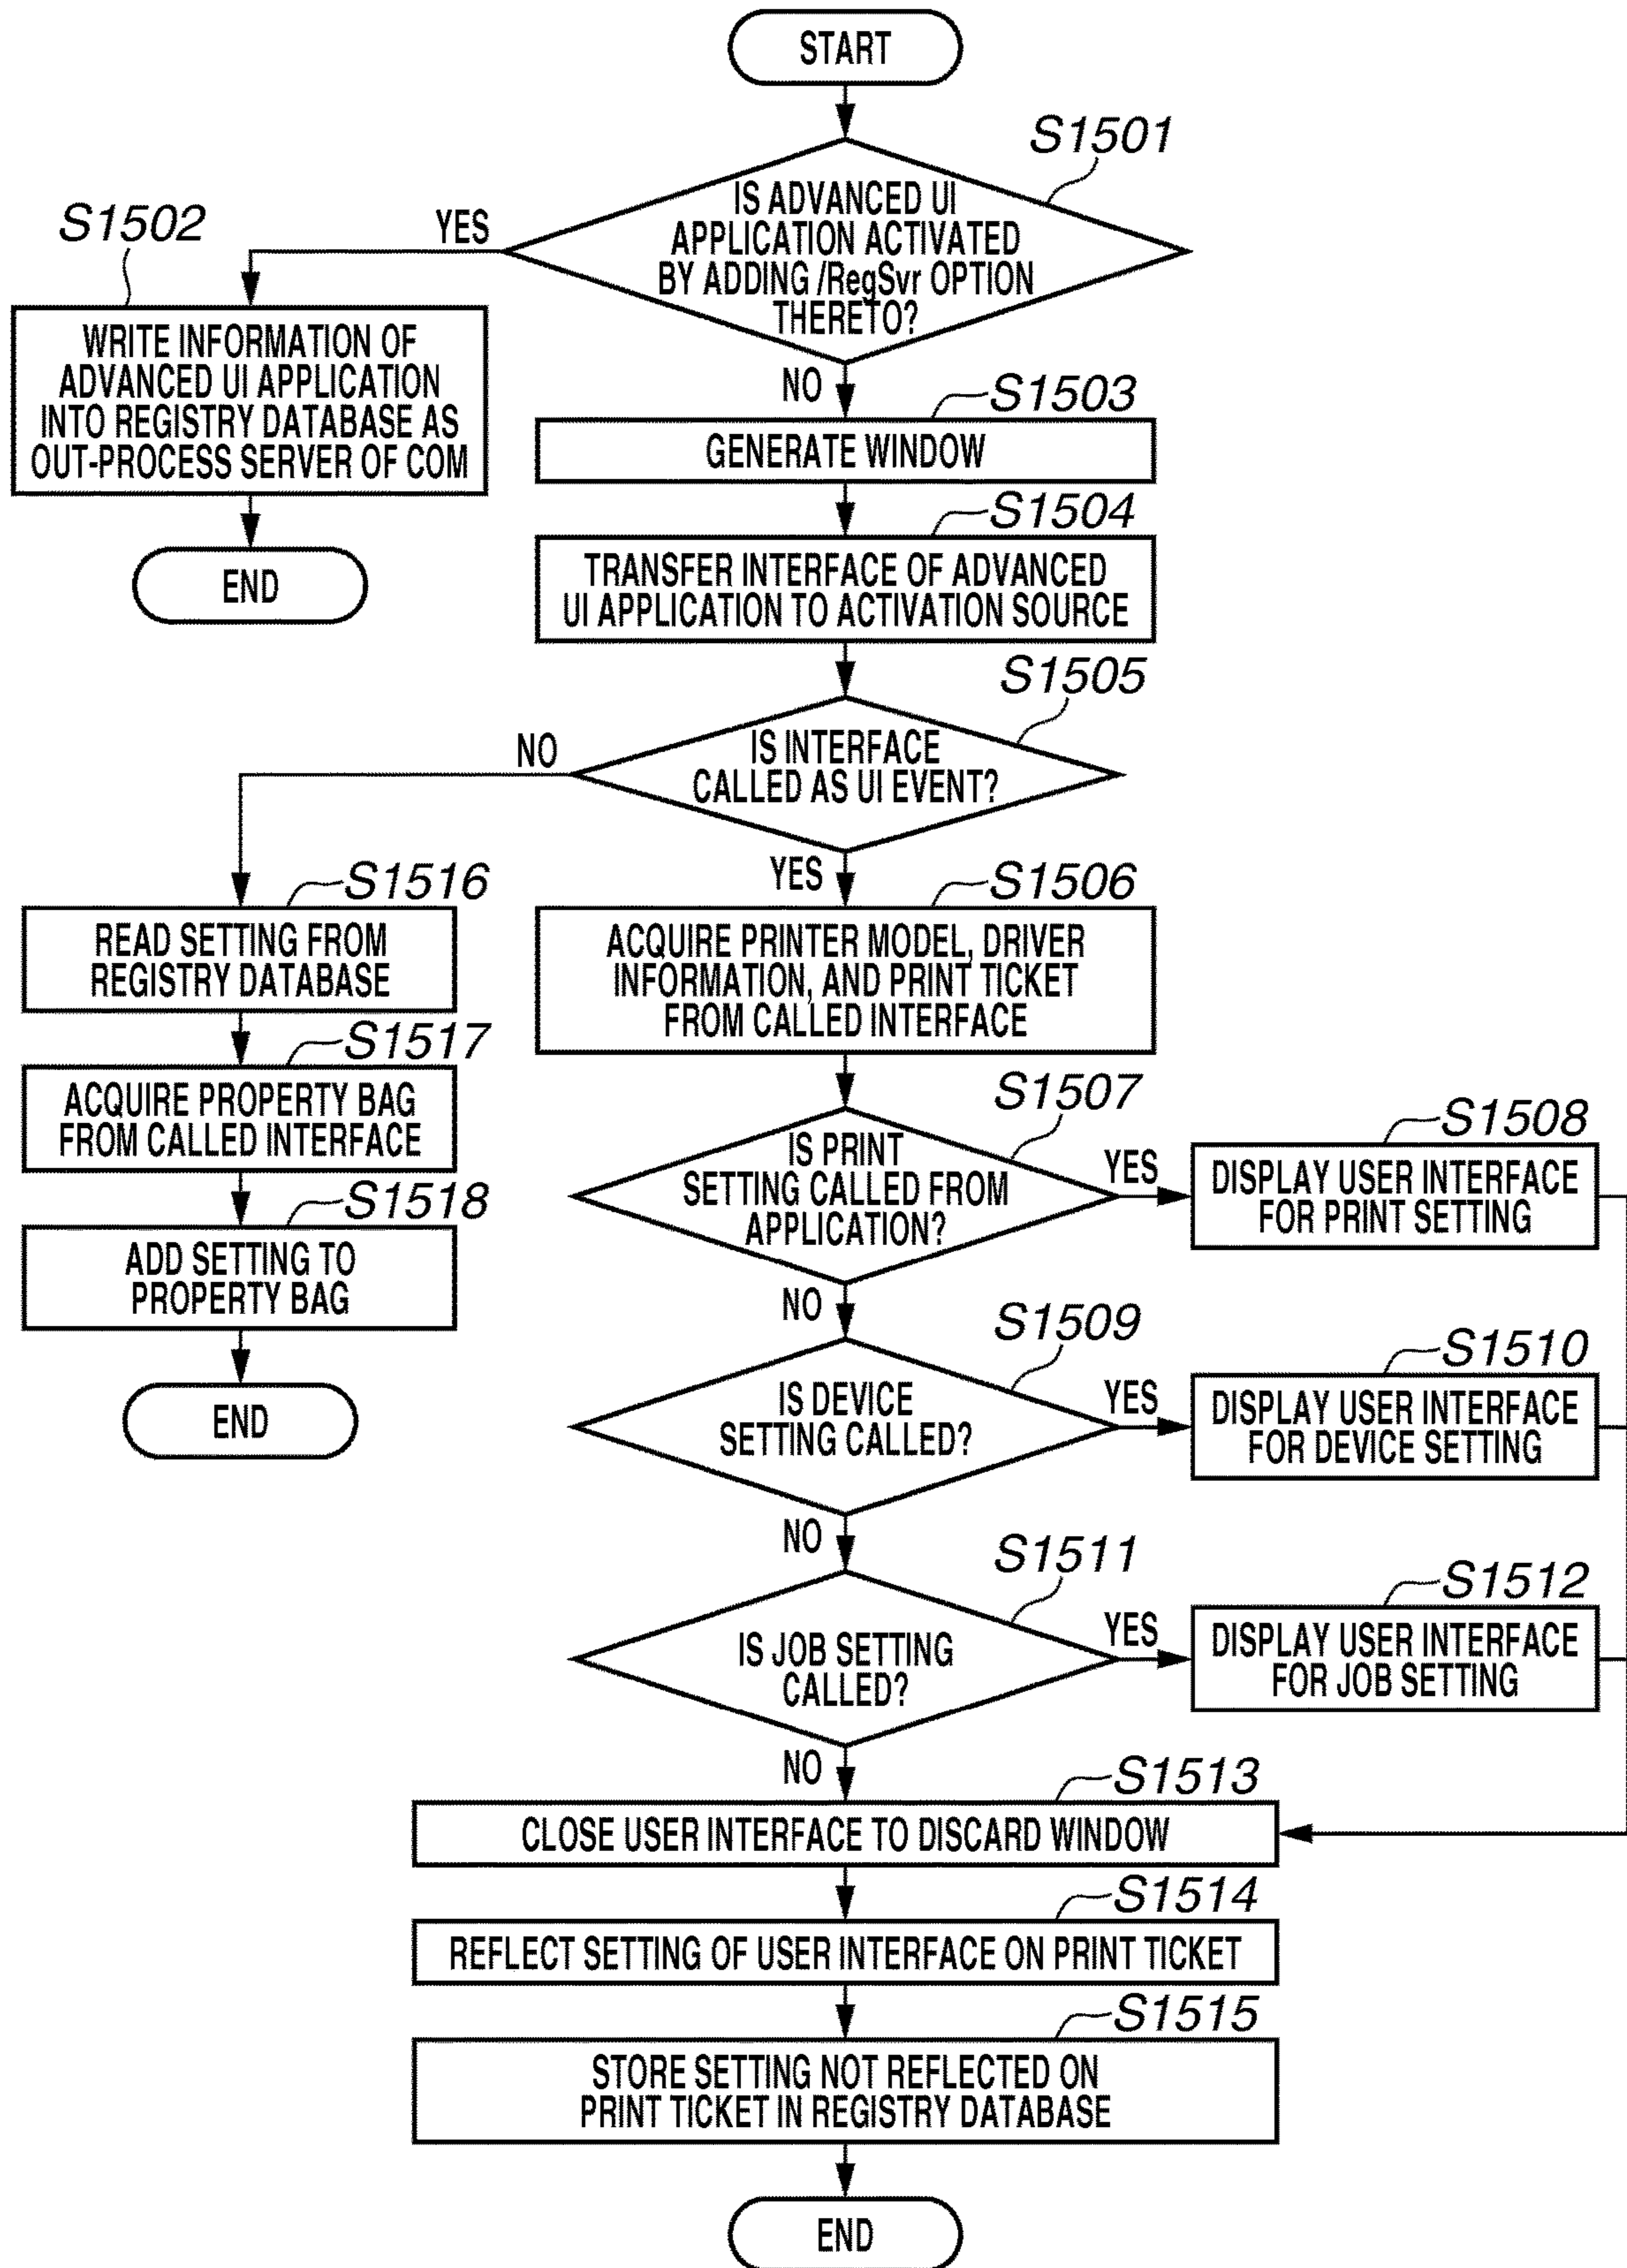 START
S1501
IS ADVANCED UI
APPLICATION ACTIVATED
BY ADDING /RegSvr OPTION
THERETO?
YES
S1502
WRITE INFORMATION OF
ADVANCED UI APPLICATION
INTO REGISTRY DATABASE AS
OUT-PROCESS SERVER OF COM
END
NO
S1503
GENERATE WINDOW
S1504
TRANSFER INTERFACE OF ADVANCED
UI APPLICATION TO ACTIVATION SOURCE
S1505
IS INTERFACE
CALLED AS UI EVENT?
NO
S1516
READ SETTING FROM
REGISTRY DATABASE
S1517
ACQUIRE PROPERTY BAG
FROM CALLED INTERFACE
S1518
ADD SETTING TO
PROPERTY BAG
END
YES
S1506
ACQUIRE PRINTER MODEL, DRIVER
INFORMATION, AND PRINT TICKET
FROM CALLED INTERFACE
S1507
IS PRINT
SETTING CALLED FROM
APPLICATION?
YES
S1508
DISPLAY USER INTERFACE
FOR PRINT SETTING
NO
S1509
IS DEVICE
SETTING CALLED?
YES
S1510
DISPLAY USER INTERFACE
FOR DEVICE SETTING
NO
S1511
IS JOB SETTING
CALLED?
YES
S1512
DISPLAY USER INTERFACE
FOR JOB SETTING
NO
S1513
CLOSE USER INTERFACE TO DISCARD WINDOW
S1514
REFLECT SETTING OF USER INTERFACE ON PRINT TICKET
S1515
STORE SETTING NOT REFLECTED ON
PRINT TICKET IN REGISTRY DATABASE
END